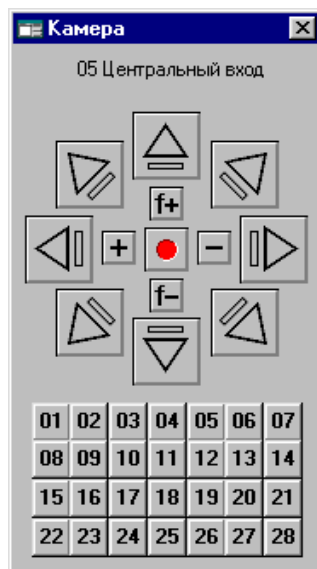 Камера
05 Центральный вход
f+
+ −
f−
01 02 03 04 05 06 07
08 09 10 11 12 13 14
15 16 17 18 19 20 21
22 23 24 25 26 27 28